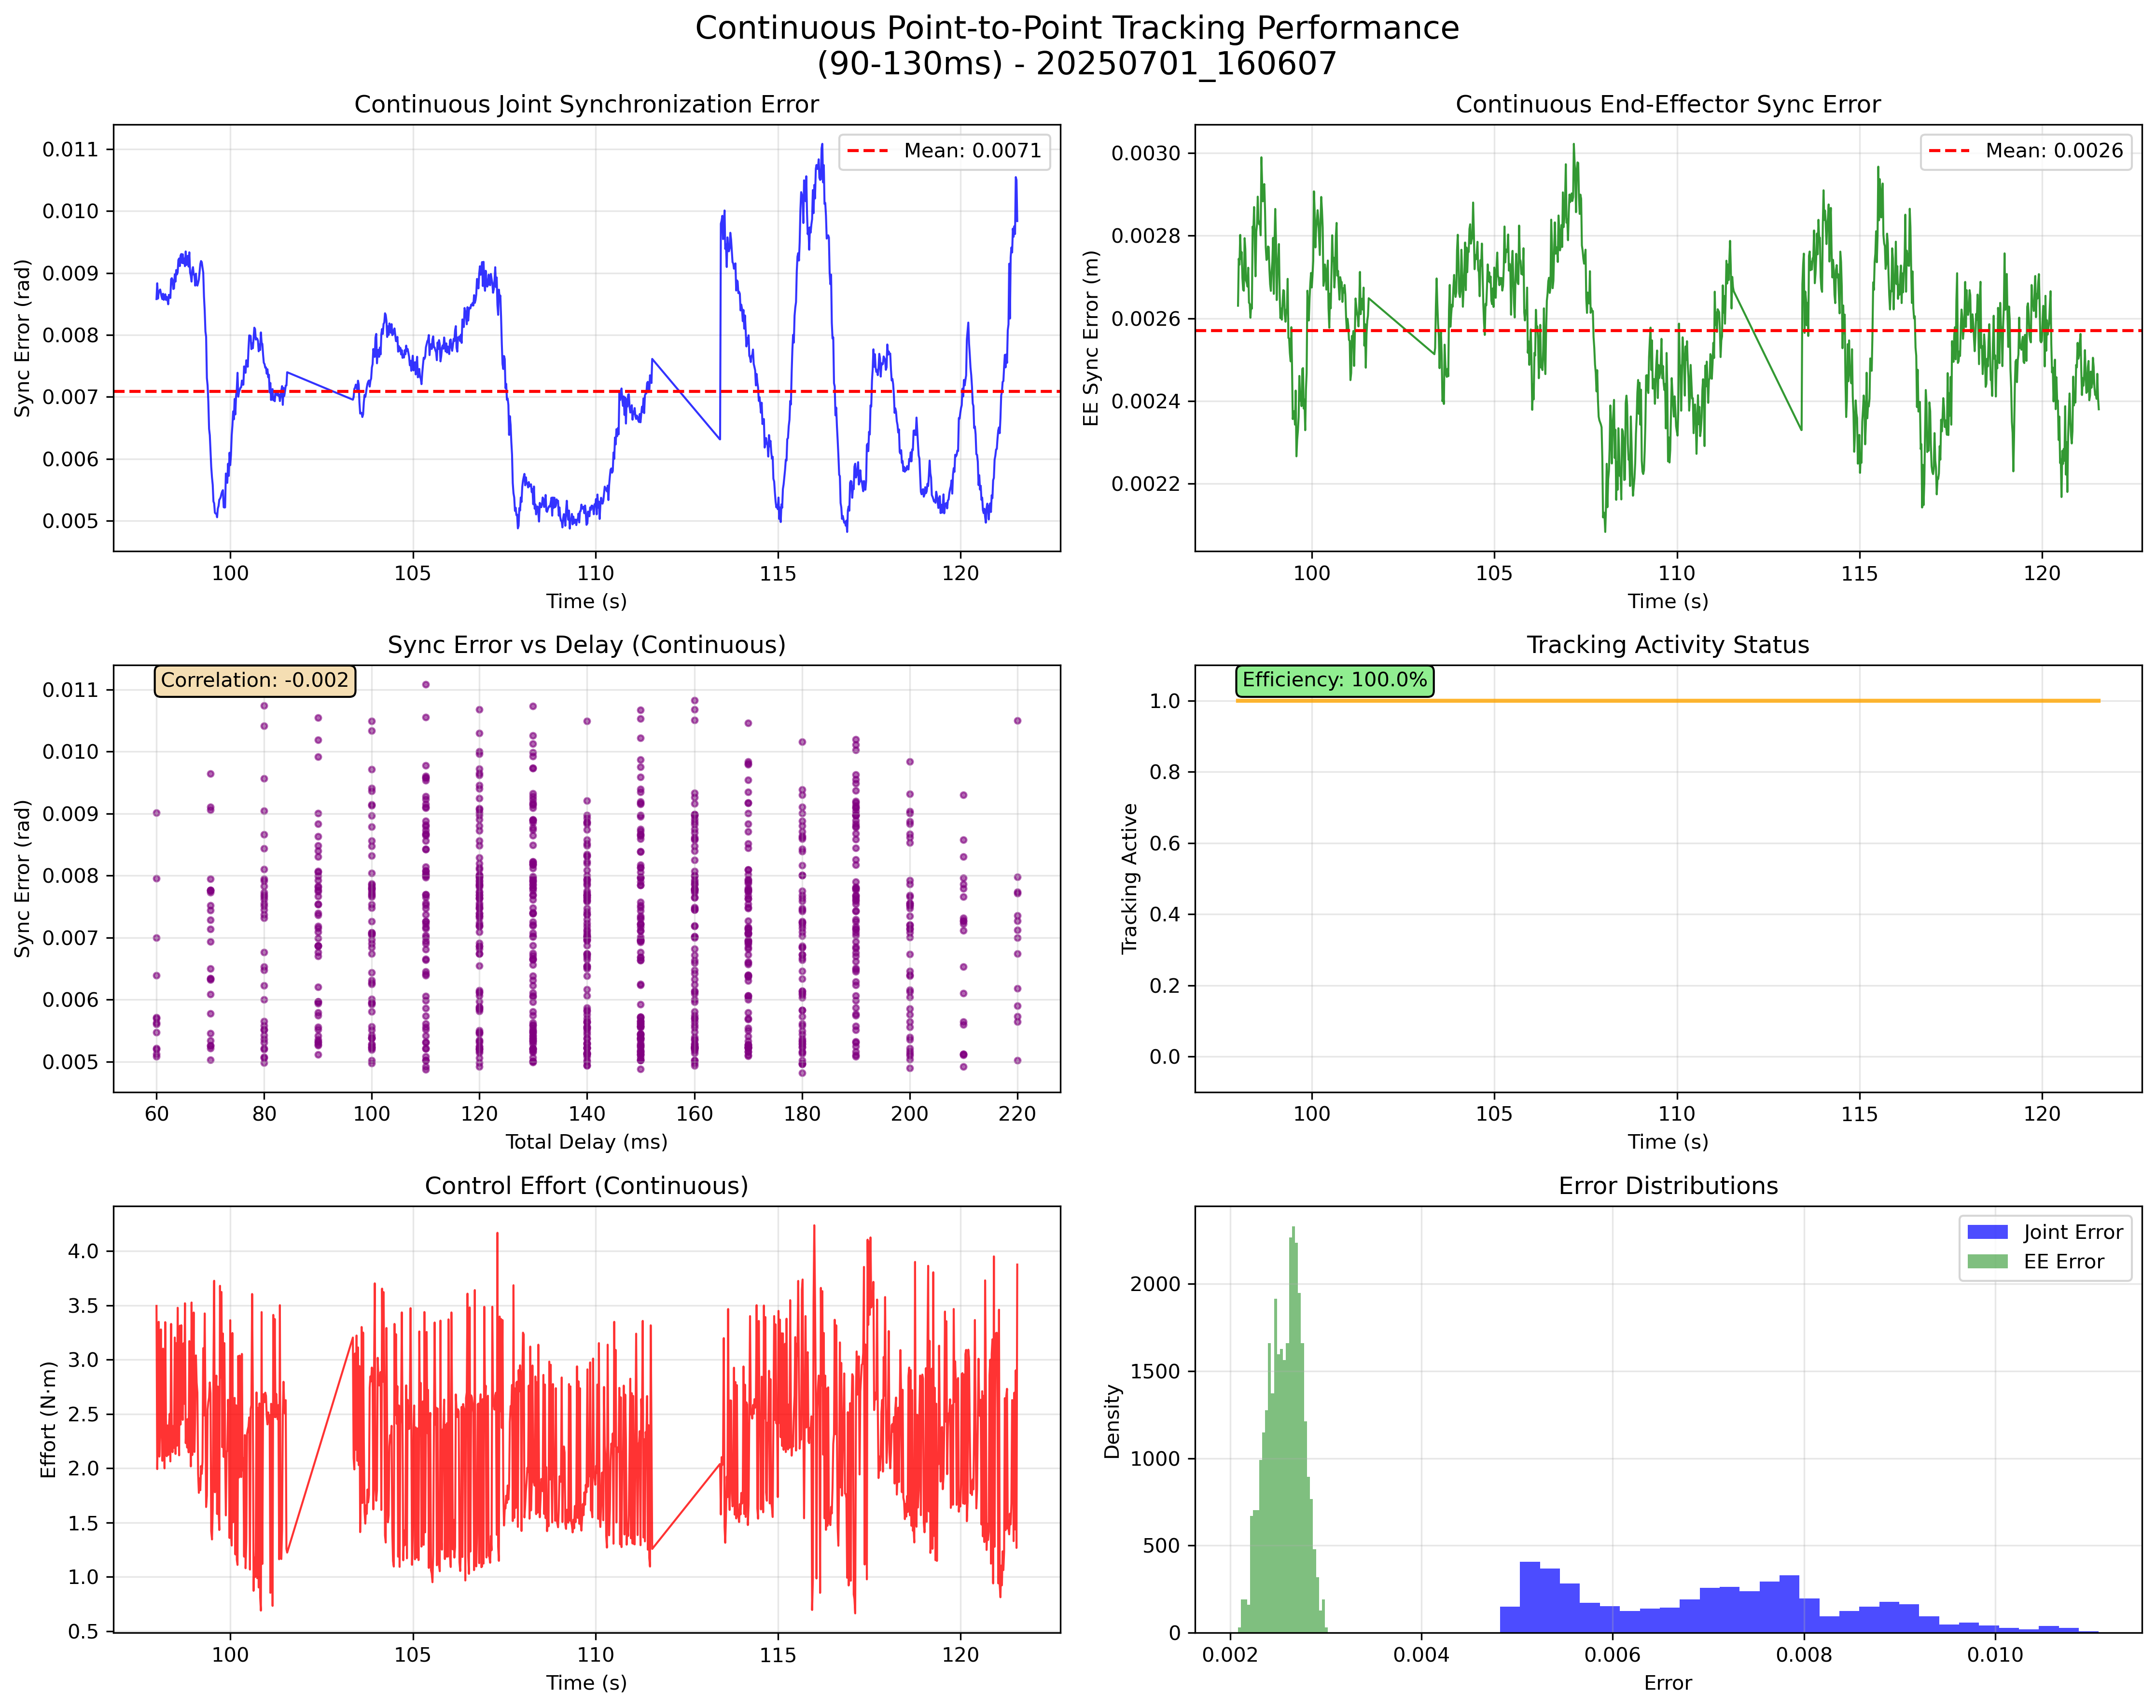 Continuous Point-to-Point Tracking Performance
(90-130ms) - 20250701_160607
Continuous Joint Synchronization Error
Mean: 0.0071
Sync Error (rad)
0.011
0.010
0.009
0.008
0.007
0.006
0.005
100 105 110 115 120
Time (s)
Continuous End-Effector Sync Error
Mean: 0.0026
EE Sync Error (m)
0.0030
0.0028
0.0026
0.0024
0.0022
100 105 110 115 120
Time (s)
Sync Error vs Delay (Continuous)
Correlation: -0.002
Sync Error (rad)
0.011
0.010
0.009
0.008
0.007
0.006
0.005
60 80 100 120 140 160 180 200 220
Total Delay (ms)
Tracking Activity Status
Efficiency: 100.0%
Tracking Active
1.0
0.8
0.6
0.4
0.2
0.0
100 105 110 115 120
Time (s)
Control Effort (Continuous)
Effort (N·m)
4.0
3.5
3.0
2.5
2.0
1.5
1.0
0.5
100 105 110 115 120
Time (s)
Error Distributions
Joint Error
EE Error
Density
2000
1500
1000
500
0
0.002 0.004 0.006 0.008 0.010
Error